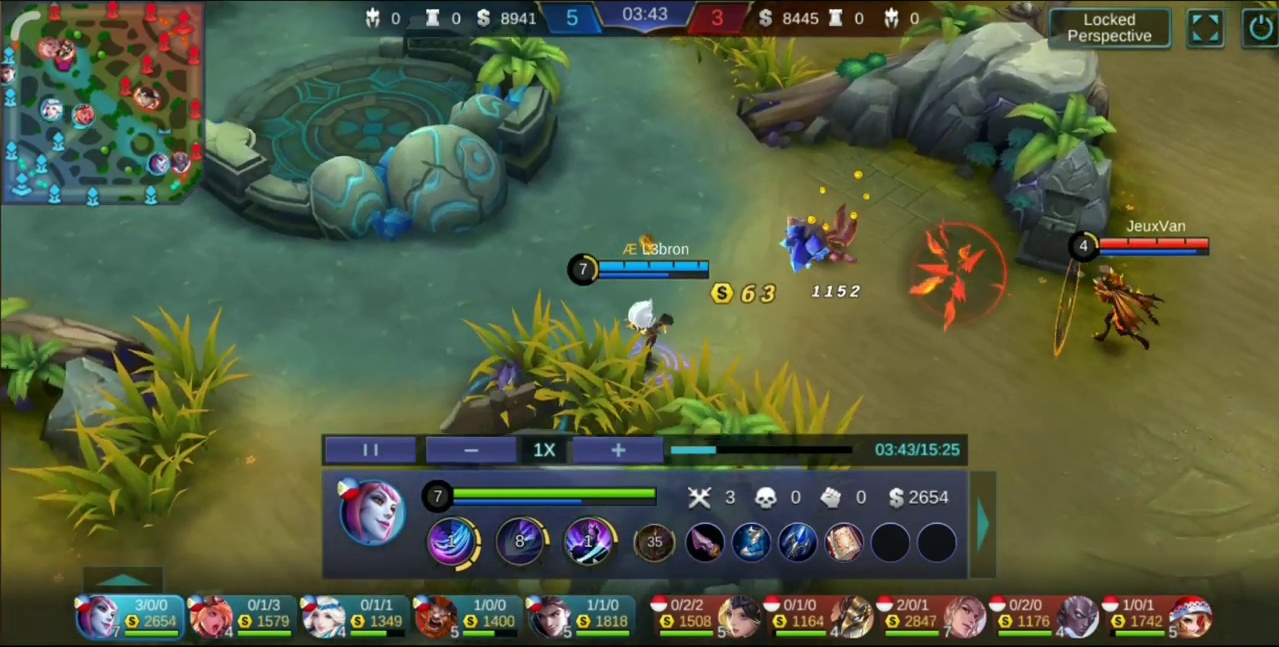 0 0 $ 8941 5 03:43 3 $ 8445 0 0
Locked
Perspective
JeuxVan
4
Æ L3bron
7
S 63 1152
1X
03:43/15:25
7
3 0 0 $ 2654
1 8 1 35
3/0/0 0/1/3 0/1/1 1/0/0 1/1/0 0/2/2 0/1/0 2/0/1 0/2/0 1/0/1
S 2654 S 1579 S 1349 S 1400 S 1818 S 1508 S 1164 S 2847 S 1176 S 1742
7 4 4 5 5 5 4 7 4 5